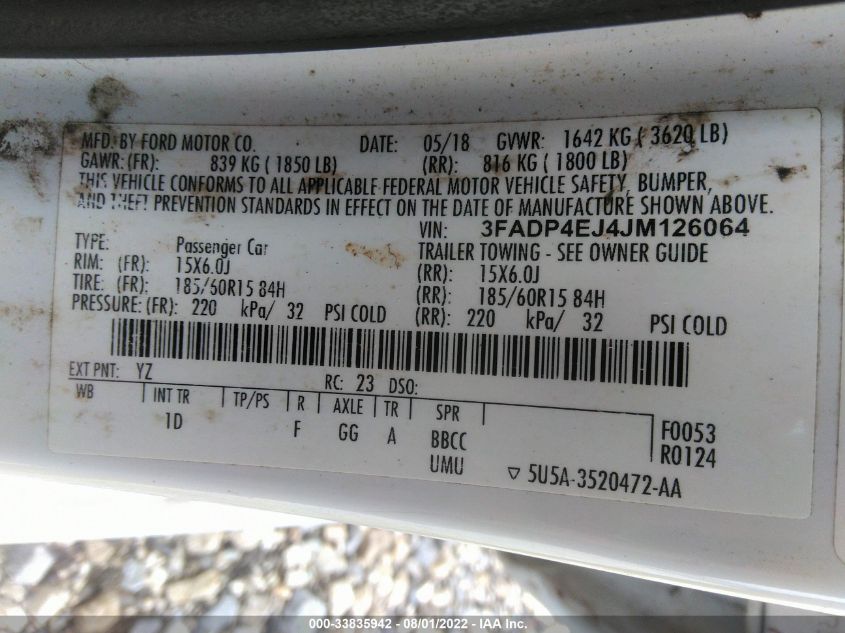 MFD. BY FORD MOTOR CO. DATE: 05/18 GVWR: 1642 KG ( 3620 LB)
GAWR: (FR): 839 KG ( 1850 LB) (RR): 816 KG ( 1800 LB)
THIS VEHICLE CONFORMS TO ALL APPLICABLE FEDERAL MOTOR VEHICLE SAFETY, BUMPER,
AND THEFT PREVENTION STANDARDS IN EFFECT ON THE DATE OF MANUFACTURE SHOWN ABOVE.
VIN: 3FADP4EJ4JM126064
TYPE: Passenger Car TRAILER TOWING - SEE OWNER GUIDE
RIM: (FR): 15X6.0J (RR): 15X6.0J
TIRE: (FR): 185/60R15 84H (RR): 185/60R15 84H
PRESSURE: (FR): 220 kPa/ 32 PSI COLD (RR): 220 kPa/ 32 PSI COLD
EXT PNT: YZ RC: 23 DSO:
WB INT TR TP/PS R AXLE TR SPR F0053
1D F GG A BBCC R0124
UMU ▽ 5U5A-3520472-AA
000-33835942 - 08/01/2022 - COPYRIGHT IAA, INC.